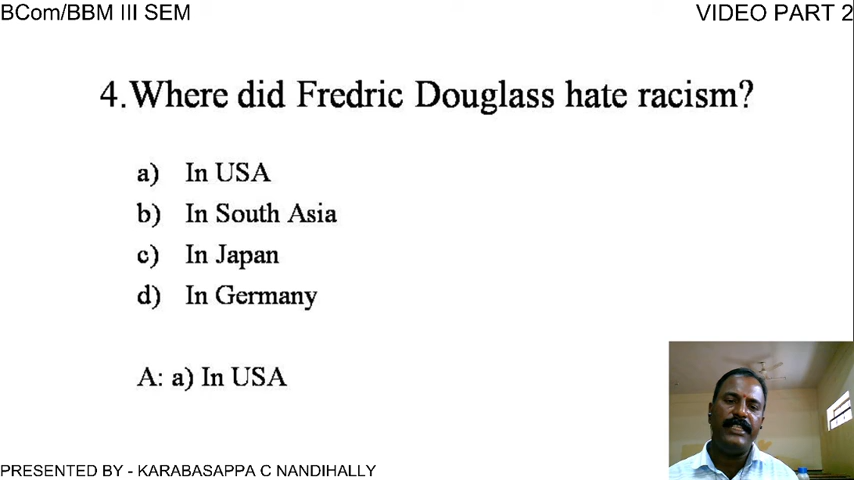 BCom/BBM III SEM
VIDEO PART 2
4.Where did Fredric Douglass hate racism?
a) In USA
b) In South Asia
c) In Japan
d) In Germany
A: a) In USA
PRESENTED BY - KARABASAPPA C NANDIHALLY